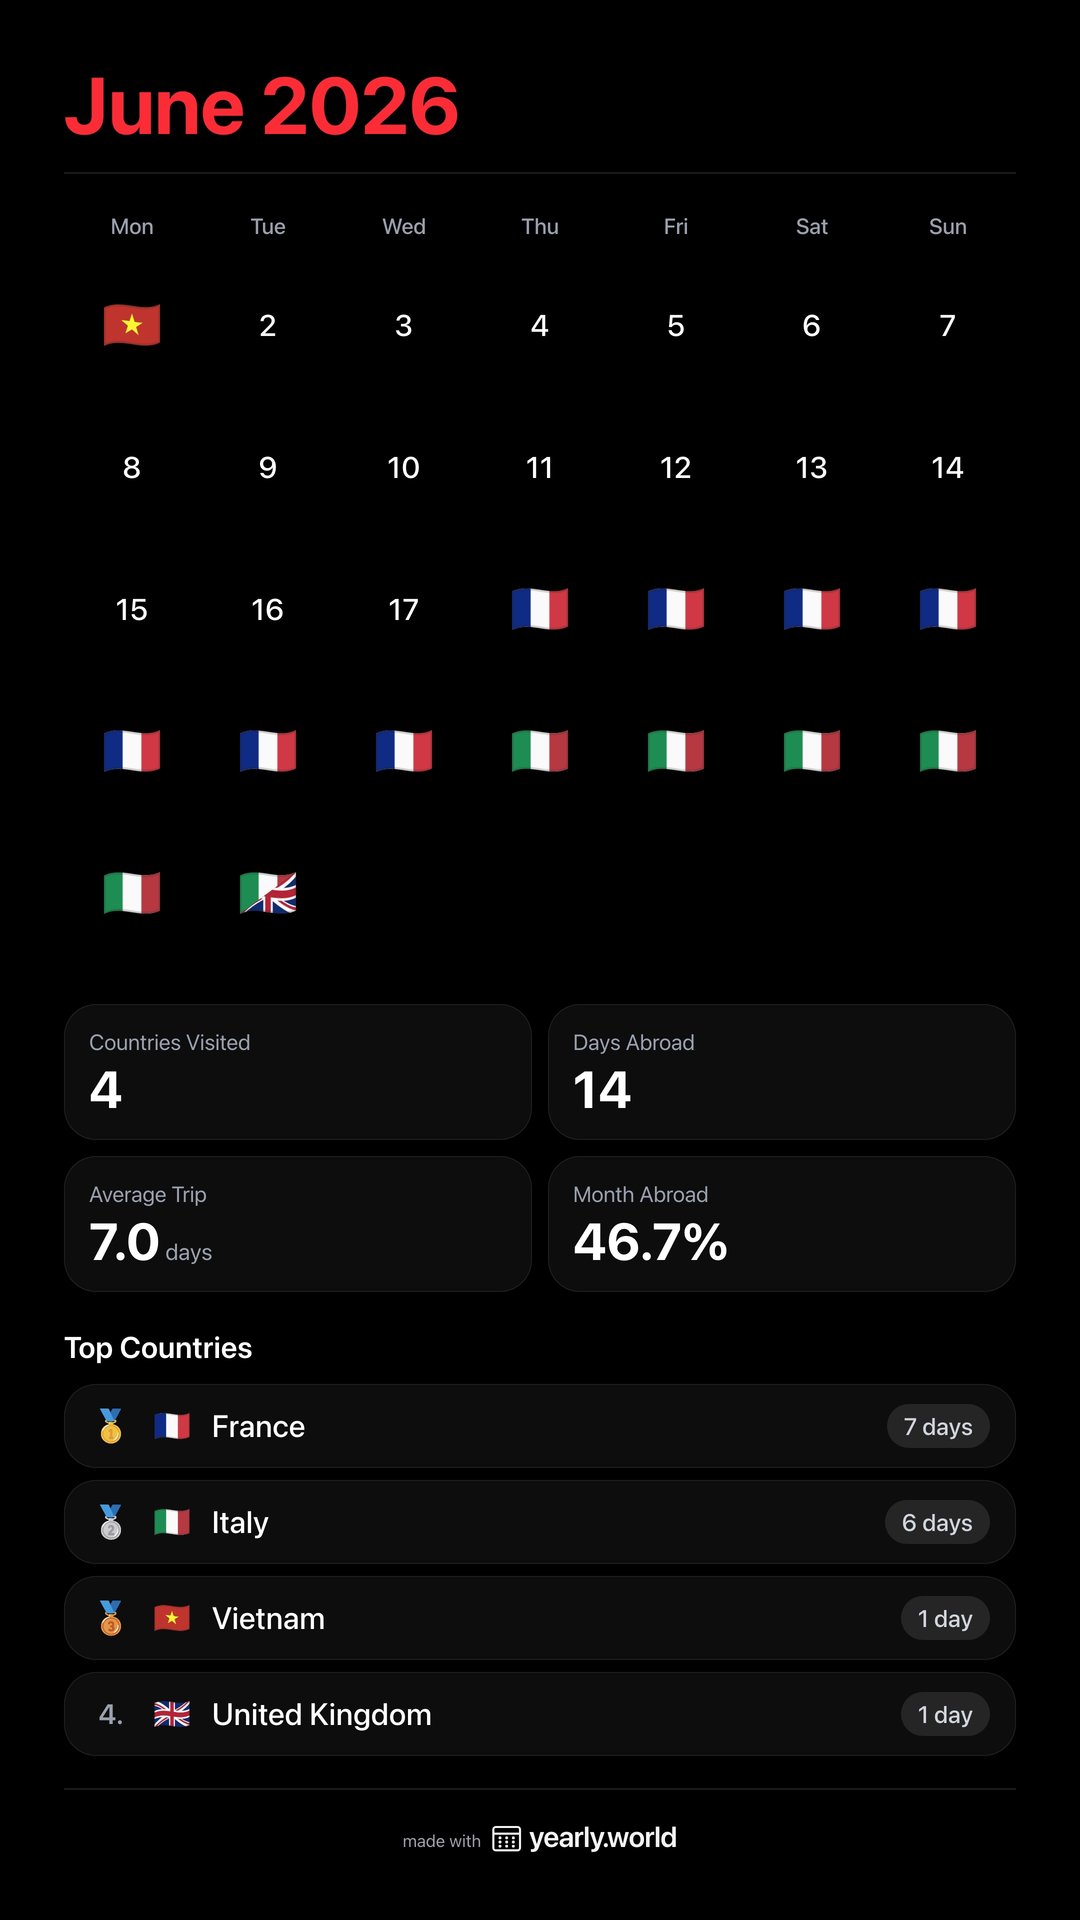 June 2026
Mon Tue Wed Thu Fri Sat Sun
2 3 4 5 6 7
8 9 10 11 12 13 14
15 16 17
Countries Visited
4
Days Abroad
14
Average Trip
7.0 days
Month Abroad
46.7%
Top Countries
1 France 7 days
2 Italy 6 days
3 Vietnam 1 day
4. United Kingdom 1 day
made with yearly.world